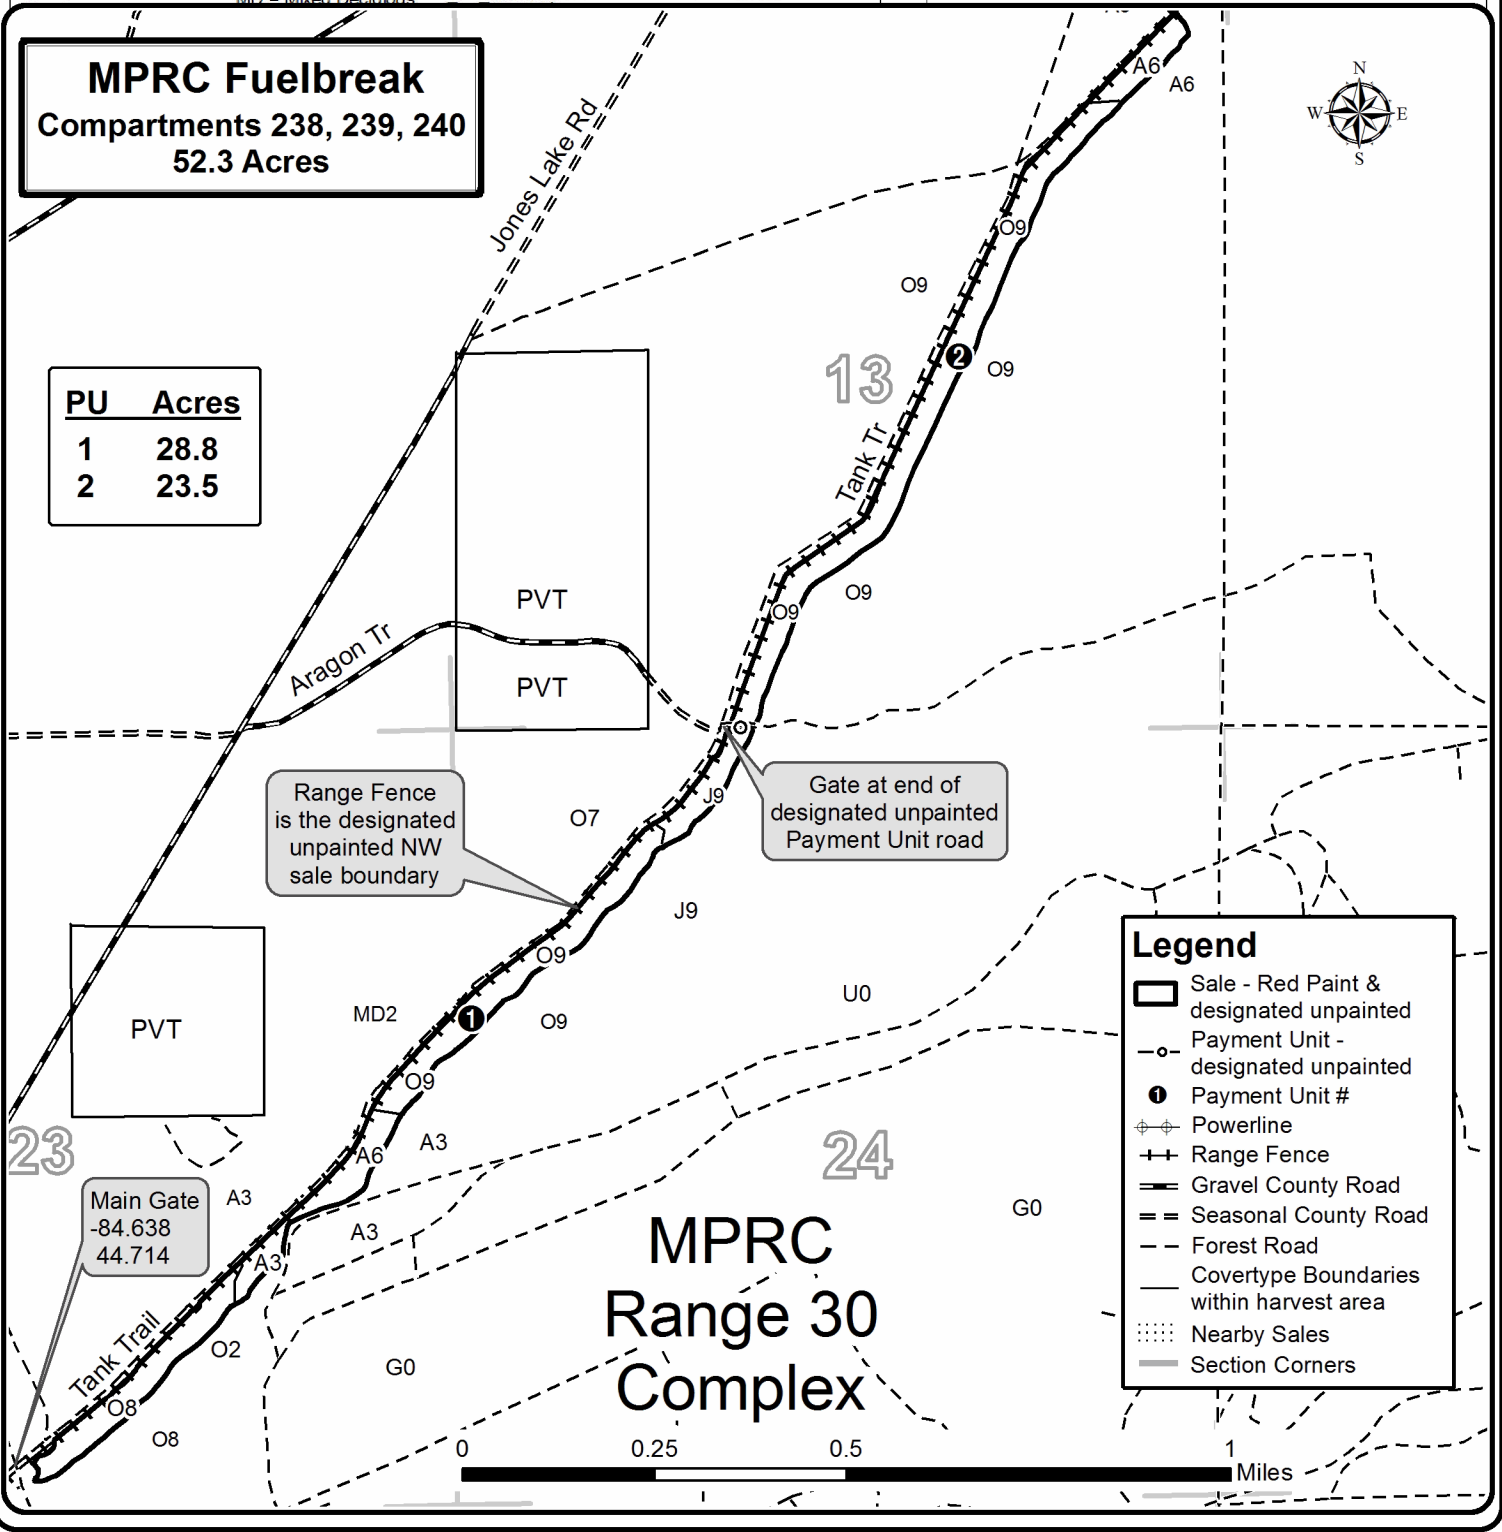 MPRC Fuelbreak
Compartments 238, 239, 240
52.3 Acres
Jones Lake Rd
A6
A6
N
W E
S
O9
O9
13
2
O9
PU Acres
1 28.8
2 23.5
Tank Tr
PVT
O9
O9
Aragon Tr
PVT
Range Fence
is the designated
unpainted NW
sale boundary
O7
J9
Gate at end of
designated unpainted
Payment Unit road
J9
O9
U0
MD2
1
O9
PVT
O9
23
A3
A6
24
Main Gate
-84.638
44.714
A3
A3
A3
G0
MPRC
Range 30
Complex
Tank Trail
O2
G0
O8
O8
Legend
Sale - Red Paint &
designated unpainted
Payment Unit -
designated unpainted
1 Payment Unit #
Powerline
Range Fence
Gravel County Road
Seasonal County Road
Forest Road
Covertype Boundaries
within harvest area
Nearby Sales
Section Corners
0 0.25 0.5 1
Miles